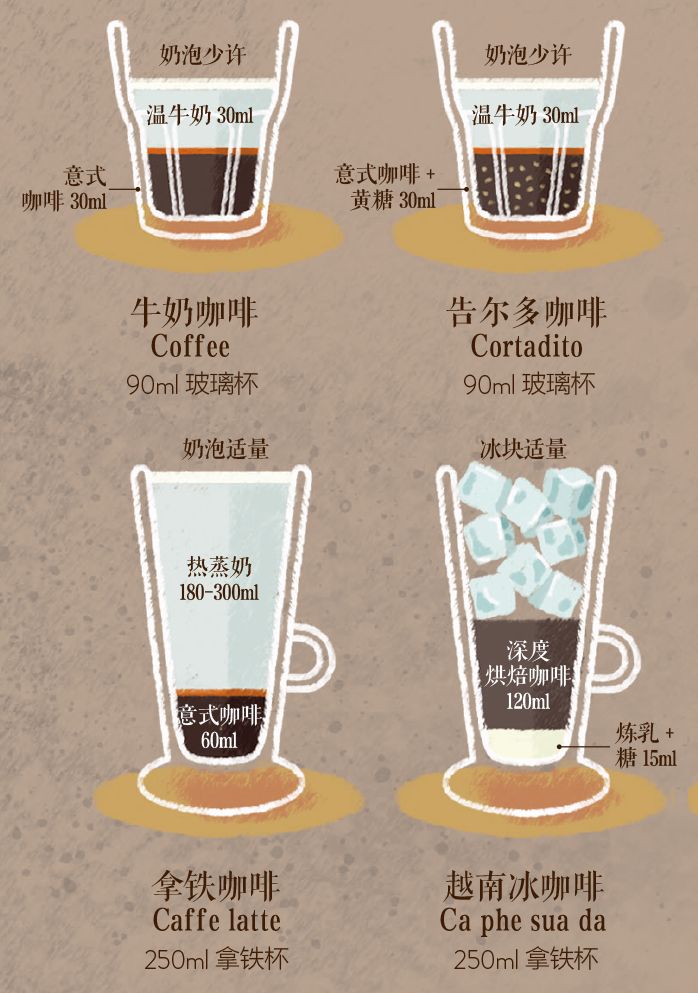 奶泡少许
温牛奶 30ml
意式
咖啡 30ml
牛奶咖啡
Coffee
90ml 玻璃杯
奶泡少许
温牛奶 30ml
意式咖啡 +
黄糖 30ml
告尔多咖啡
Cortadito
90ml 玻璃杯
奶泡适量
热蒸奶
180-300ml
意式咖啡
60ml
拿铁咖啡
Caffe latte
250ml 拿铁杯
冰块适量
深度
烘焙咖啡
120ml
炼乳 +
糖 15ml
越南冰咖啡
Ca phe sua da
250ml 拿铁杯